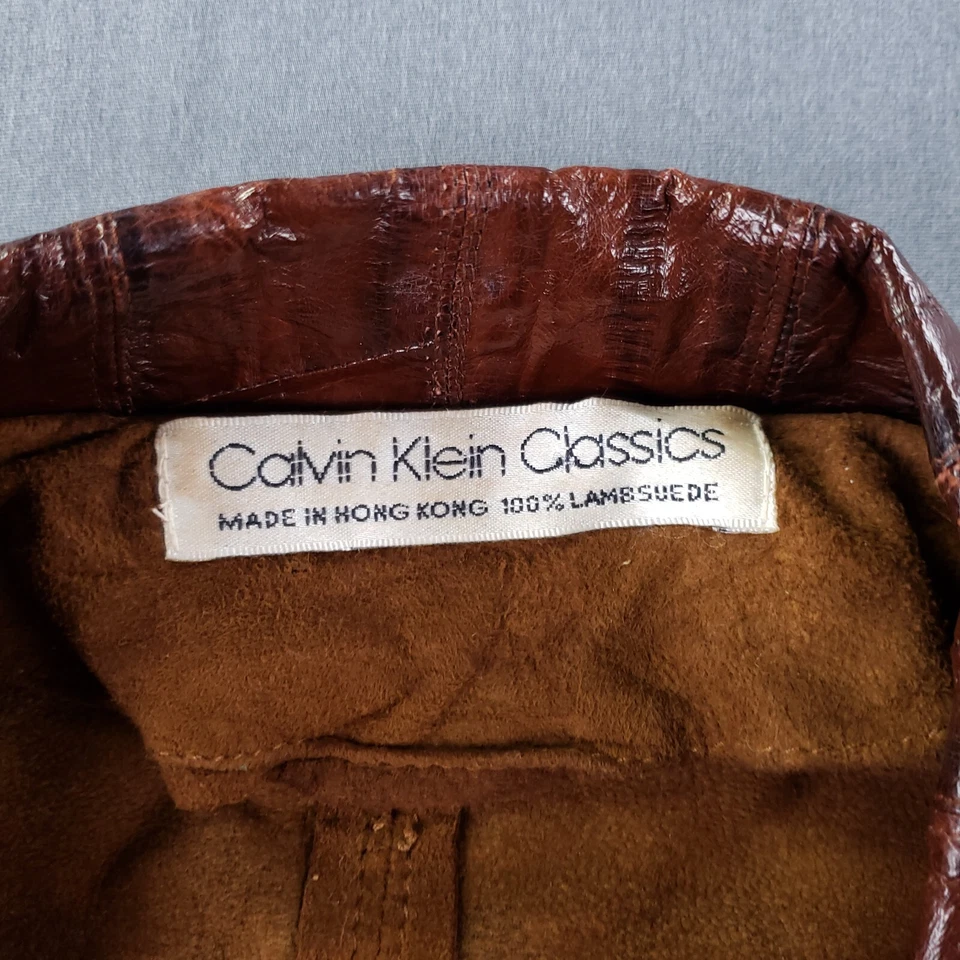 Calvin Klein Classics
MADE IN HONG KONG 100% LAMBSUEDE